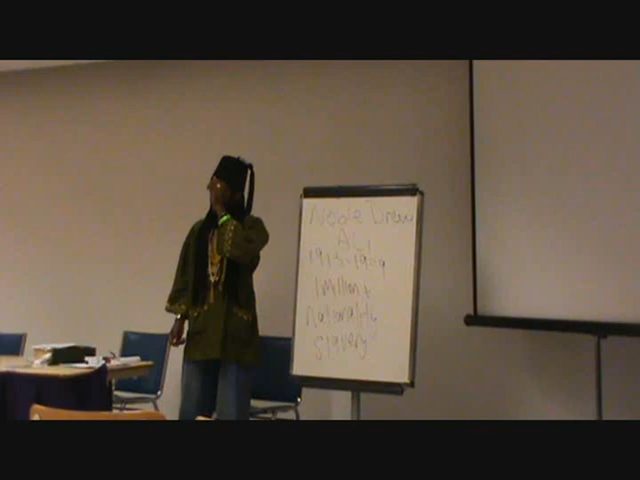 Noble Drew
ALI
1913-1929
1 Million +
Nationality
Slavery